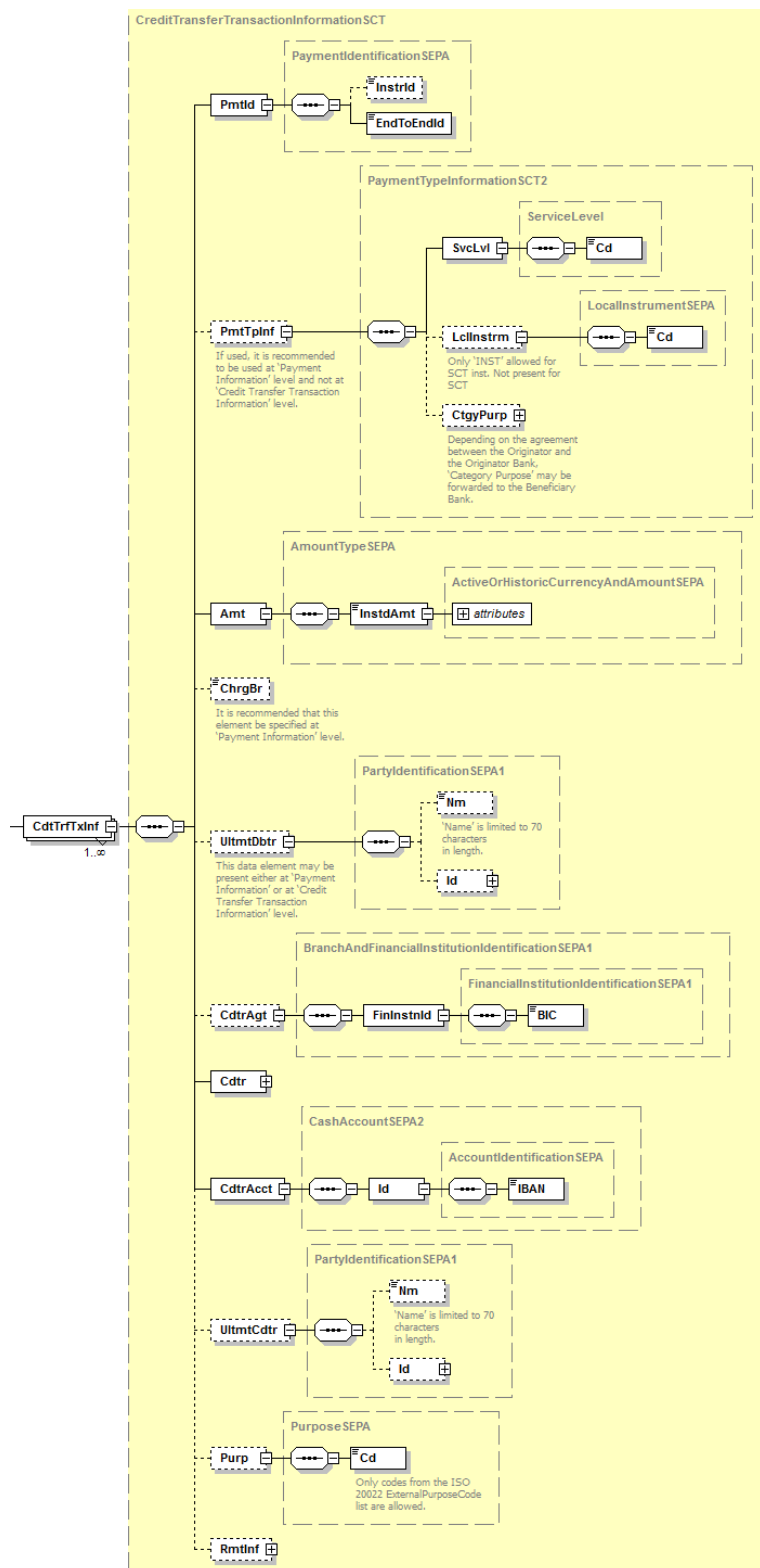 CreditTransferTransactionInformationSCT
PaymentIdentificationSEPA
InstrId
PmtId
EndToEndId
PaymentTypeInformationSCT2
ServiceLevel
SvcLvl
Cd
LocalInstrumentSEPA
PmtTpInf
LclInstrm
Cd
If used, it is recommended
to be used at ‘Payment
Information’ level and not at
‘Credit Transfer Transaction
Information’ level.
Only ‘INST’ allowed for
SCT inst. Not present for
SCT
CtgyPurp
Depending on the agreement
between the Originator and
the Originator Bank,
‘Category Purpose’ may be
forwarded to the Beneficiary
Bank.
AmountTypeSEPA
ActiveOrHistoricCurrencyAndAmountSEPA
Amt
InstdAmt
attributes
ChrgBr
It is recommended that this
element be specified at
‘Payment Information’ level.
PartyIdentificationSEPA1
Nm
‘Name’ is limited to 70
characters
in length.
CdtTrfTxInf
1..∞
UltmtDbtr
This data element may be
present either at ‘Payment
Information’ or at ‘Credit
Transfer Transaction
Information’ level.
Id
BranchAndFinancialInstitutionIdentificationSEPA1
FinancialInstitutionIdentificationSEPA1
CdtrAgt
FinInstnId
BIC
Cdtr
CashAccountSEPA2
AccountIdentificationSEPA
CdtrAcct
Id
IBAN
PartyIdentificationSEPA1
Nm
‘Name’ is limited to 70
characters
in length.
UltmtCdtr
Id
PurposeSEPA
Purp
Cd
Only codes from the ISO
20022 ExternalPurposeCode
list are allowed.
RmtInf